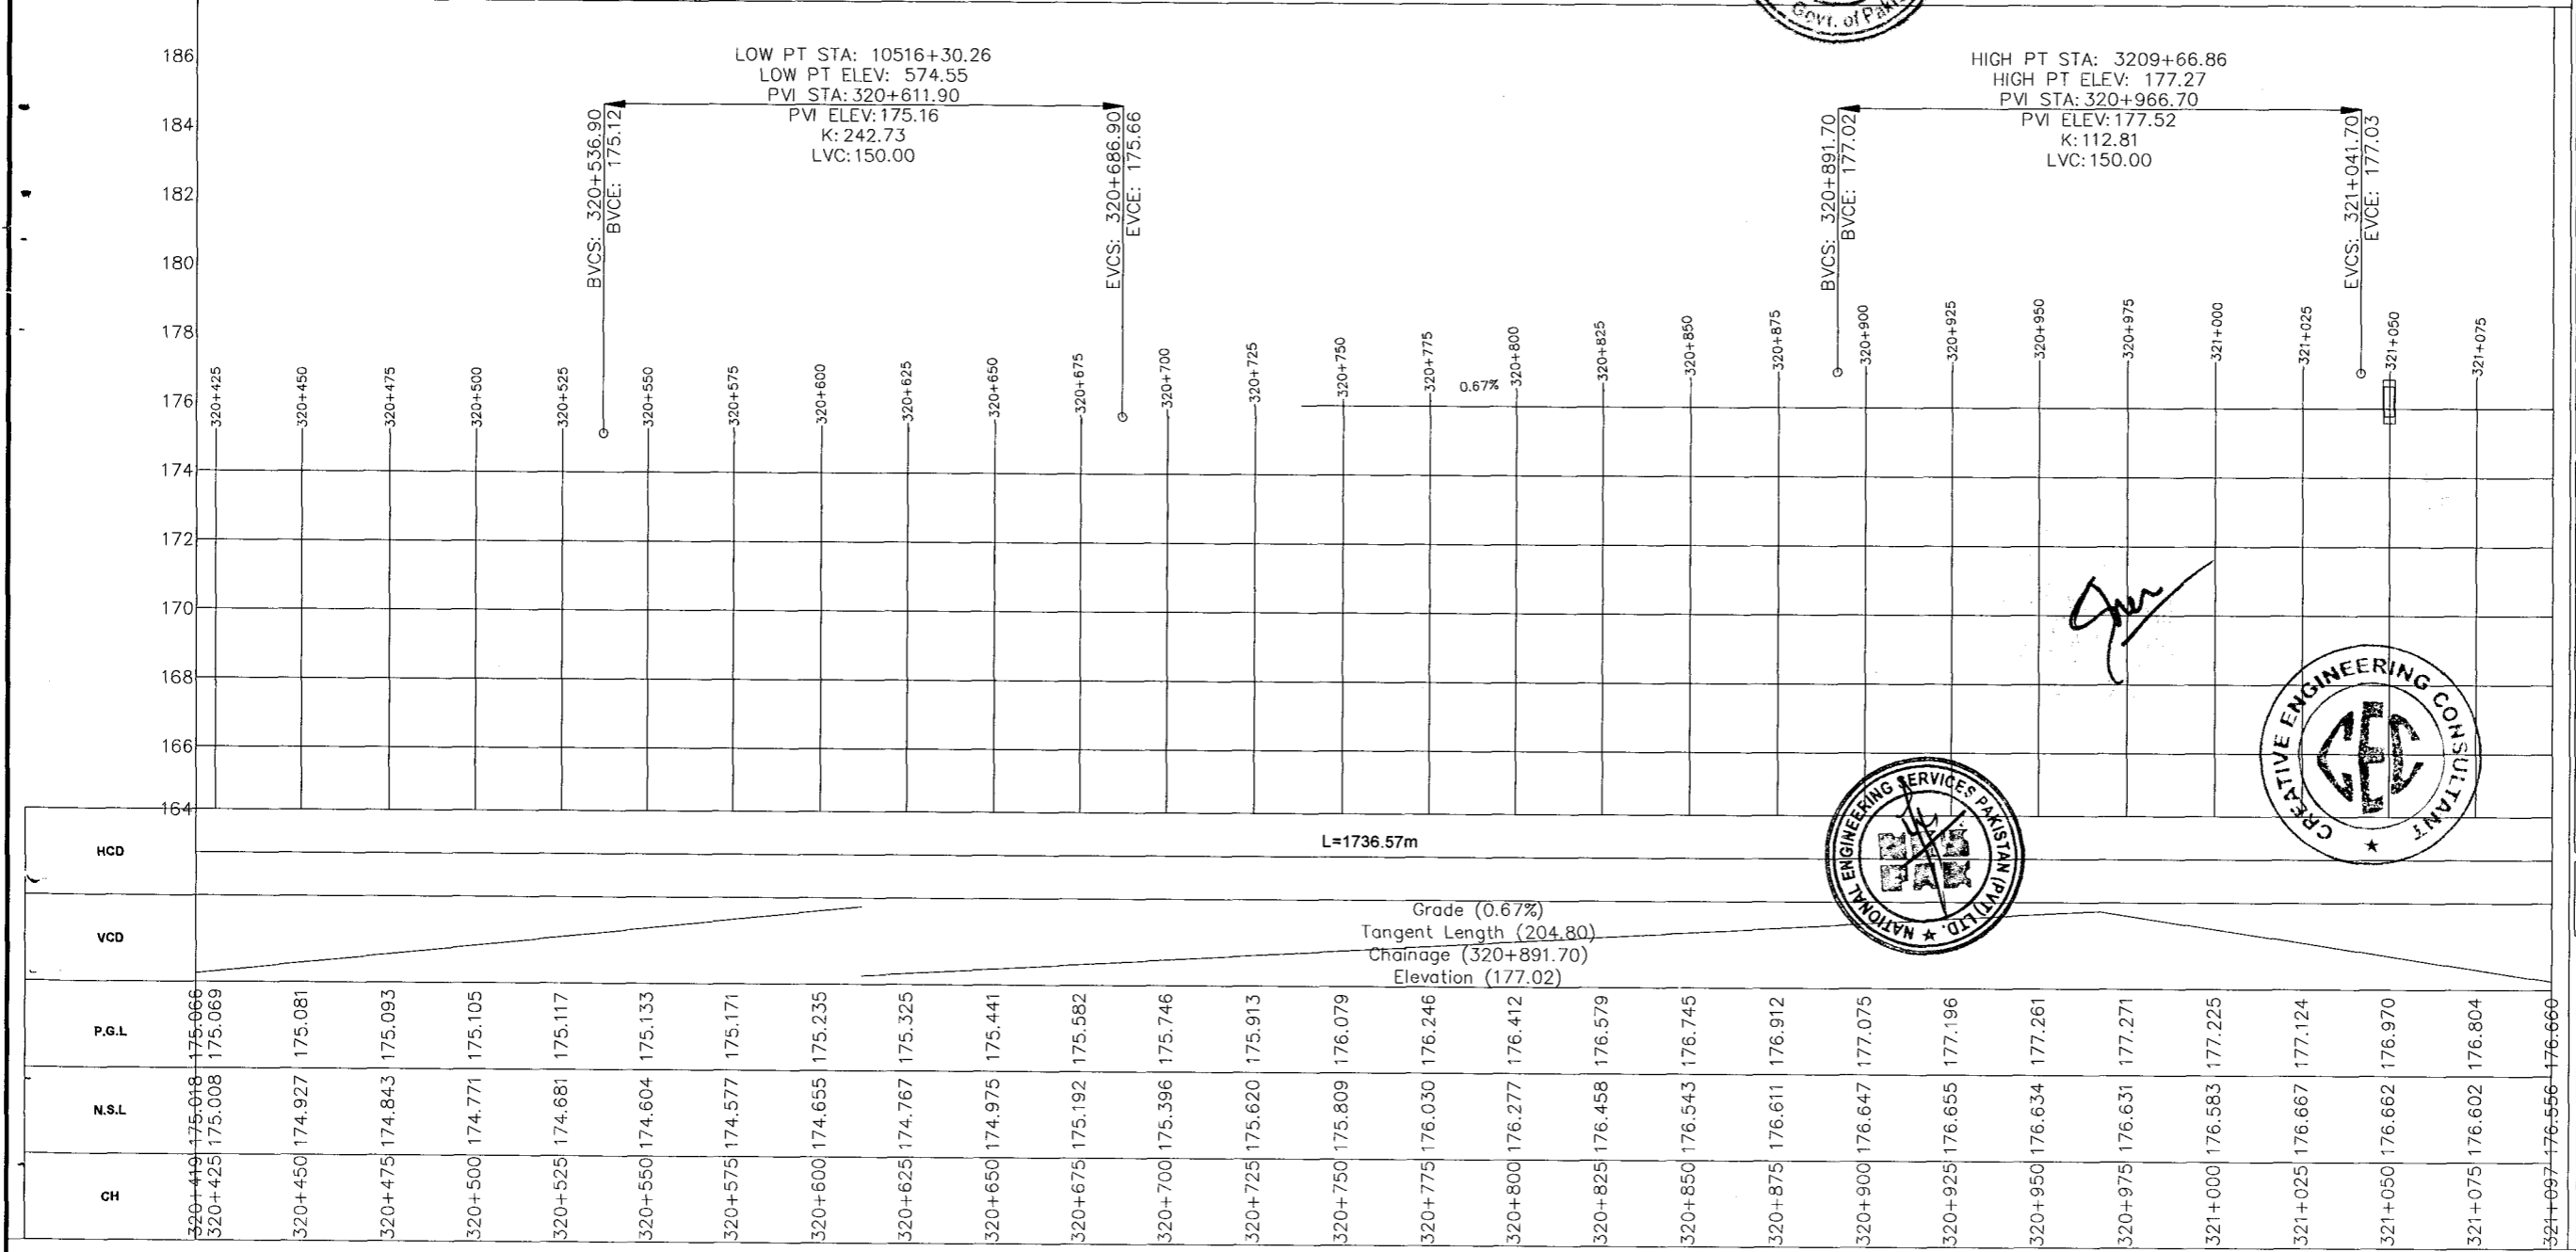 Govt. of Pakis
LOW PT STA: 10516+30.26
LOW PT ELEV: 574.55
PVI STA:320+611.90
PVI ELEV:175.16
K:242.73
LVC:150.00
BVCS: 320+536.90
BVCE: 175.12
EVCS: 320+686.90
EVCE: 175.66
HIGH PT STA: 3209+66.86
HIGH PT ELEV: 177.27
PVI STA:320+966.70
PVI ELEV:177.52
K:112.81
LVC:150.00
BVCS: 320+891.70
BVCE: 177.02
EVCS: 321+041.70
EVCE: 177.03
186
184
182
180
178
176
174
172
170
168
166
164
320+425
320+450
320+475
320+500
320+525
320+550
320+575
320+600
320+625
320+650
320+675
320+700
320+725
320+750
320+775
0.67%
320+800
320+825
320+850
320+875
320+900
320+925
320+950
320+975
321+000
321+025
321+050
321+075
CREATIVE ENGINEERING CONSULTANT
CEC
NATIONAL ENGINEERING SERVICES PAKISTAN (PVT) LTD.
HCD
L=1736.57m
VCD
Grade (0.67%)
Tangent Length (204.80)
Chainage (320+891.70)
Elevation (177.02)
P.G.L 175.066 175.069 175.081 175.093 175.105 175.117 175.133 175.171 175.235 175.325 175.441 175.582 175.746 175.913 176.079 176.246 176.412 176.579 176.745 176.912 177.075 177.196 177.261 177.271 177.225 177.124 176.970 176.804 176.660
N.S.L 175.018 175.008 174.927 174.843 174.771 174.681 174.604 174.577 174.655 174.767 174.975 175.192 175.396 175.620 175.809 176.030 176.277 176.458 176.543 176.611 176.647 176.655 176.634 176.631 176.583 176.667 176.662 176.602 176.556
CH 320+419 320+425 320+450 320+475 320+500 320+525 320+550 320+575 320+600 320+625 320+650 320+675 320+700 320+725 320+750 320+775 320+800 320+825 320+850 320+875 320+900 320+925 320+950 320+975 321+000 321+025 321+050 321+075 321+097